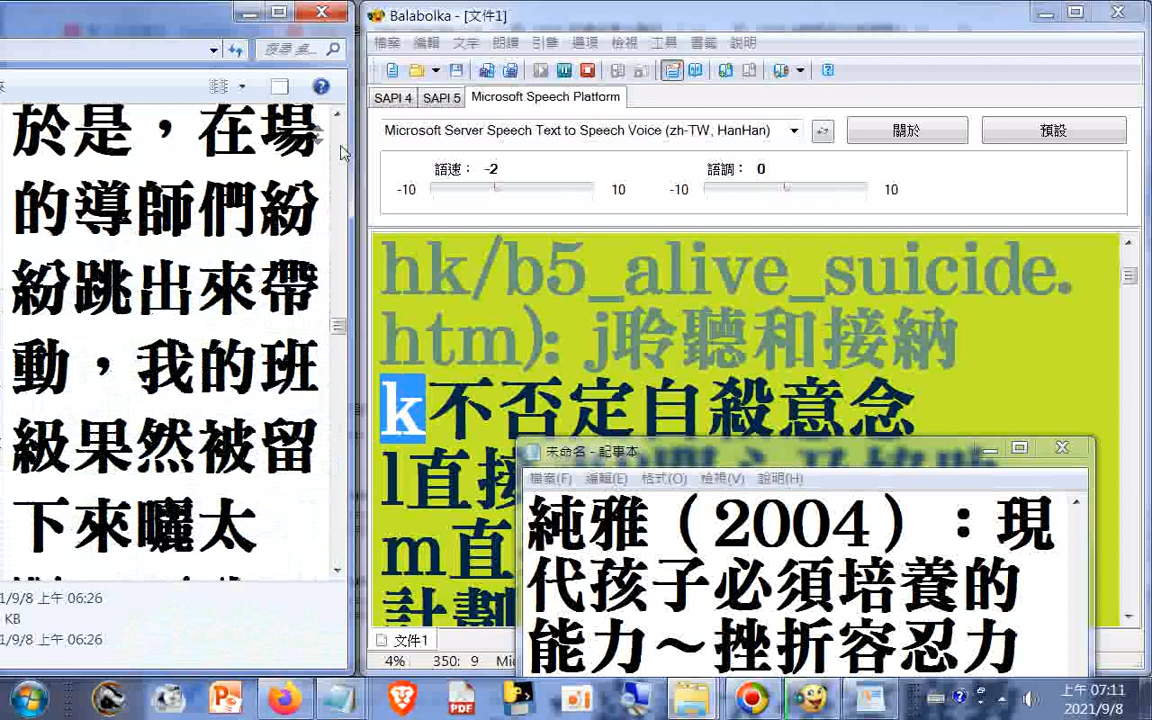 搜尋 桌...
於是，在場
的導師們紛
紛跳出來帶
動，我的班
級果然被留
下來曬太
1/9/8 上午 06:26
KB
1/9/8 上午 06:26
Balabolka - [文件1]
檔案 編輯 文字 朗讀 引擎 選項 檢視 工具 書籤 說明
SAPI 4 SAPI 5 Microsoft Speech Platform
Microsoft Server Speech Text to Speech Voice (zh-TW, HanHan) 關於 預設
語速： -2 語調： 0
-10 10 -10 10
hk/b5_alive_suicide.
htm): j聆聽和接納
k不否定自殺意念
l直接
m直
計劃
文件1
4% 350: 9 Mi
未命名 - 記事本
檔案(F) 編輯(E) 格式(O) 檢視(V) 說明(H)
純雅（2004）：現
代孩子必須培養的
能力～挫折容忍力
PDF
上午 07:11
2021/9/8